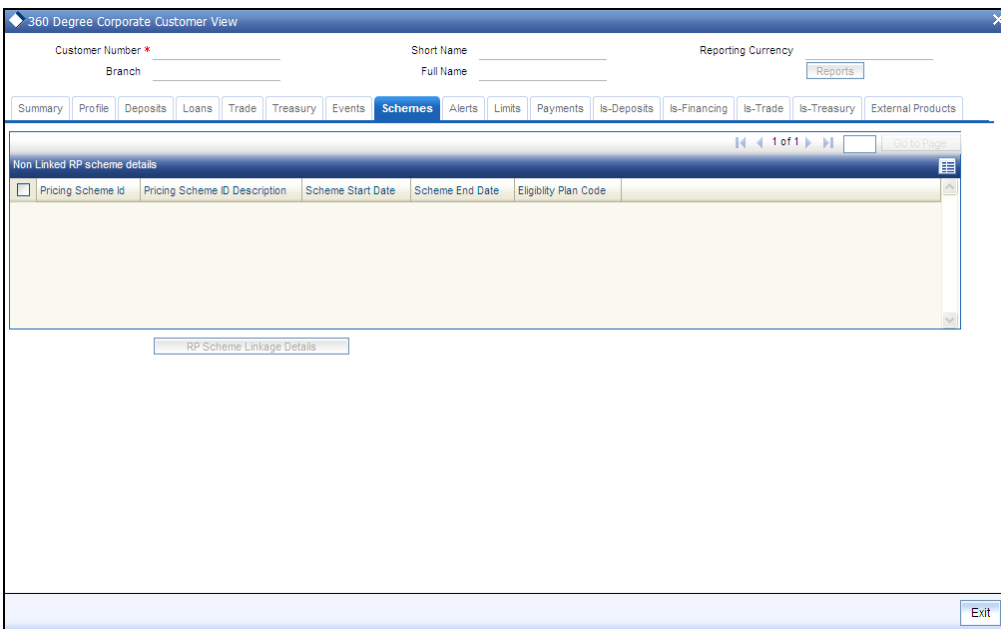 360 Degree Corporate Customer View
Customer Number * Short Name Reporting Currency
Branch Full Name Reports
Summary Profile Deposits Loans Trade Treasury Events Schemes Alerts Limits Payments Is-Deposits Is-Financing Is-Trade Is-Treasury External Products
1 of 1 Go to Page
Non Linked RP scheme details
Pricing Scheme Id Pricing Scheme ID Description Scheme Start Date Scheme End Date Eligiblity Plan Code
RP Scheme Linkage Details
Exit